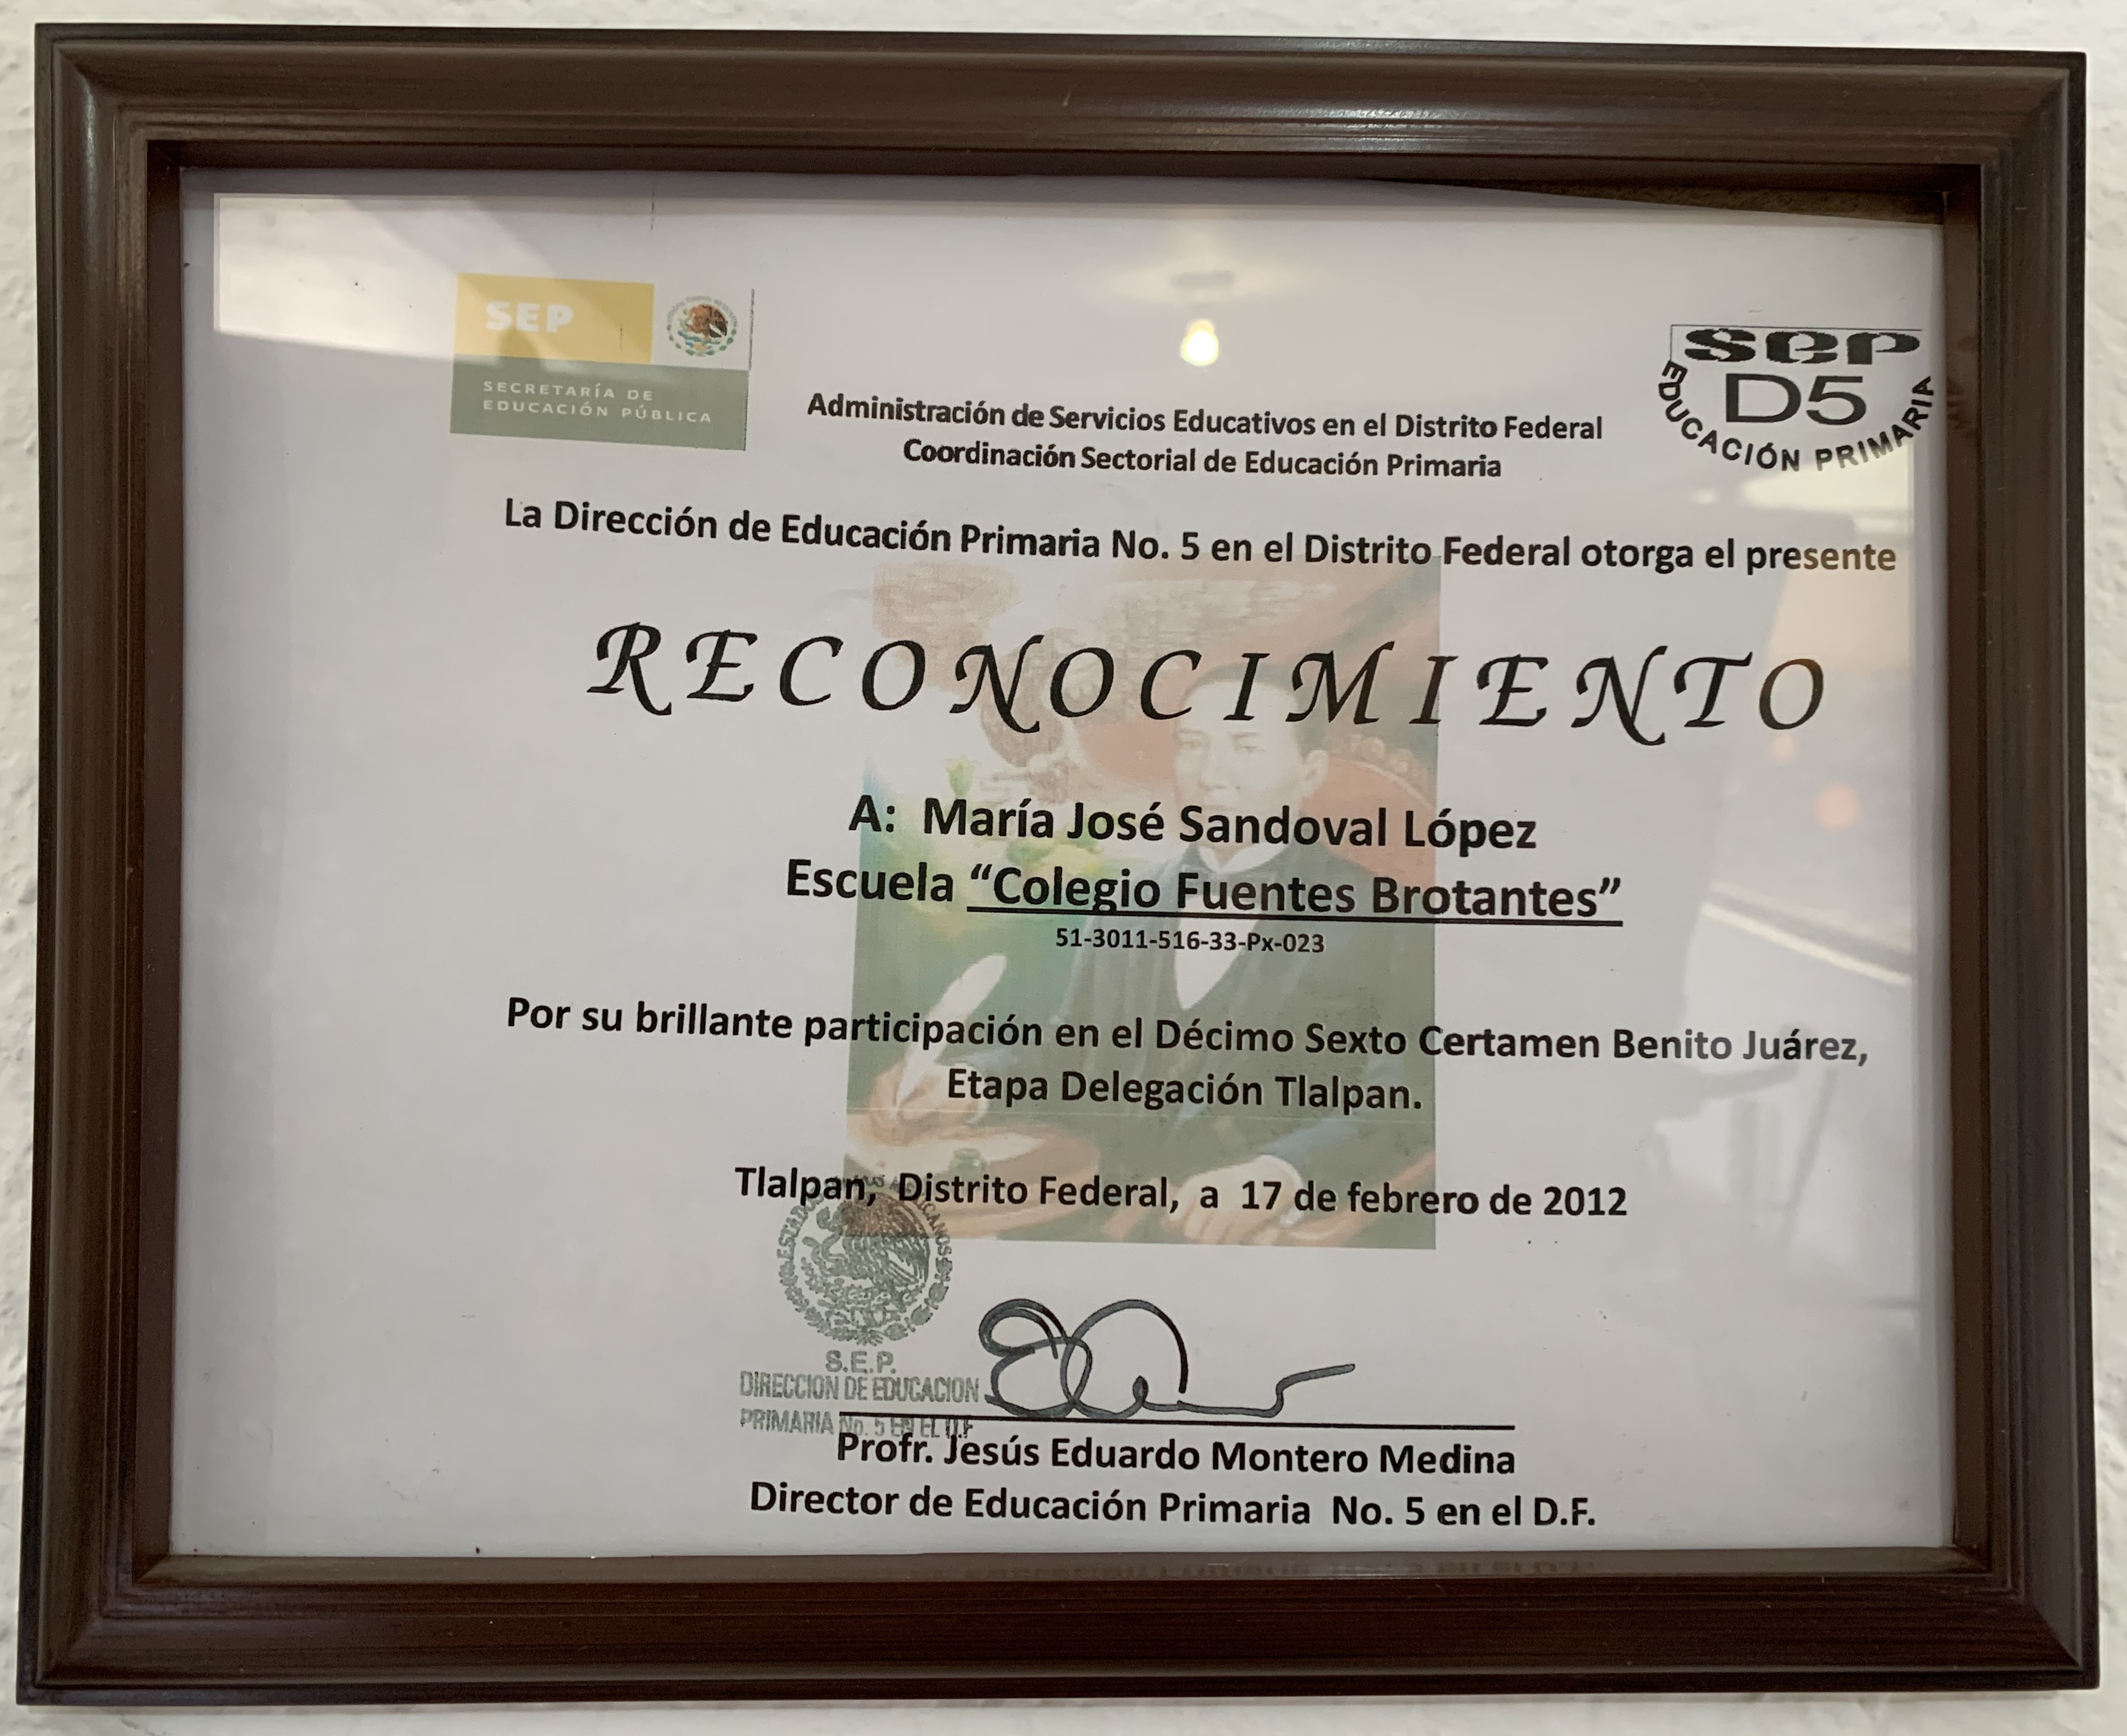 SEP
SECRETARÍA DE
EDUCACIÓN PÚBLICA
sep
D5
EDUCACIÓN PRIMARIA
Administración de Servicios Educativos en el Distrito Federal
Coordinación Sectorial de Educación Primaria
La Dirección de Educación Primaria No. 5 en el Distrito Federal otorga el presente
RECONOCIMIENTO
A: María José Sandoval López
Escuela “Colegio Fuentes Brotantes”
51-3011-516-33-Px-023
Por su brillante participación en el Décimo Sexto Certamen Benito Juárez,
Etapa Delegación Tlalpan.
Tlalpan, Distrito Federal, a 17 de febrero de 2012
S.E.P.
DIRECCION DE EDUCACION
PRIMARIA No. 5 EN EL D.F
Profr. Jesús Eduardo Montero Medina
Director de Educación Primaria No. 5 en el D.F.